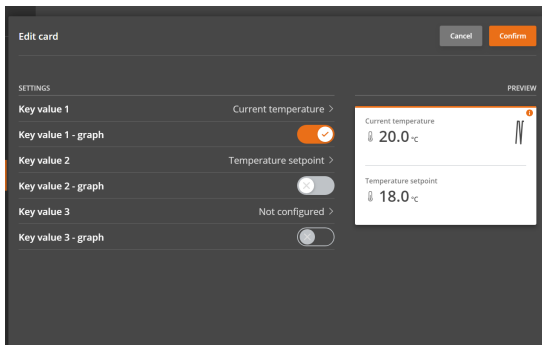 Edit card
Cancel
Confirm
SETTINGS
Key value 1
Current temperature
Key value 1 - graph
Key value 2
Temperature setpoint
Key value 2 - graph
Key value 3
Not configured
Key value 3 - graph
PREVIEW
Current temperature
20.0 °C
Temperature setpoint
18.0 °C